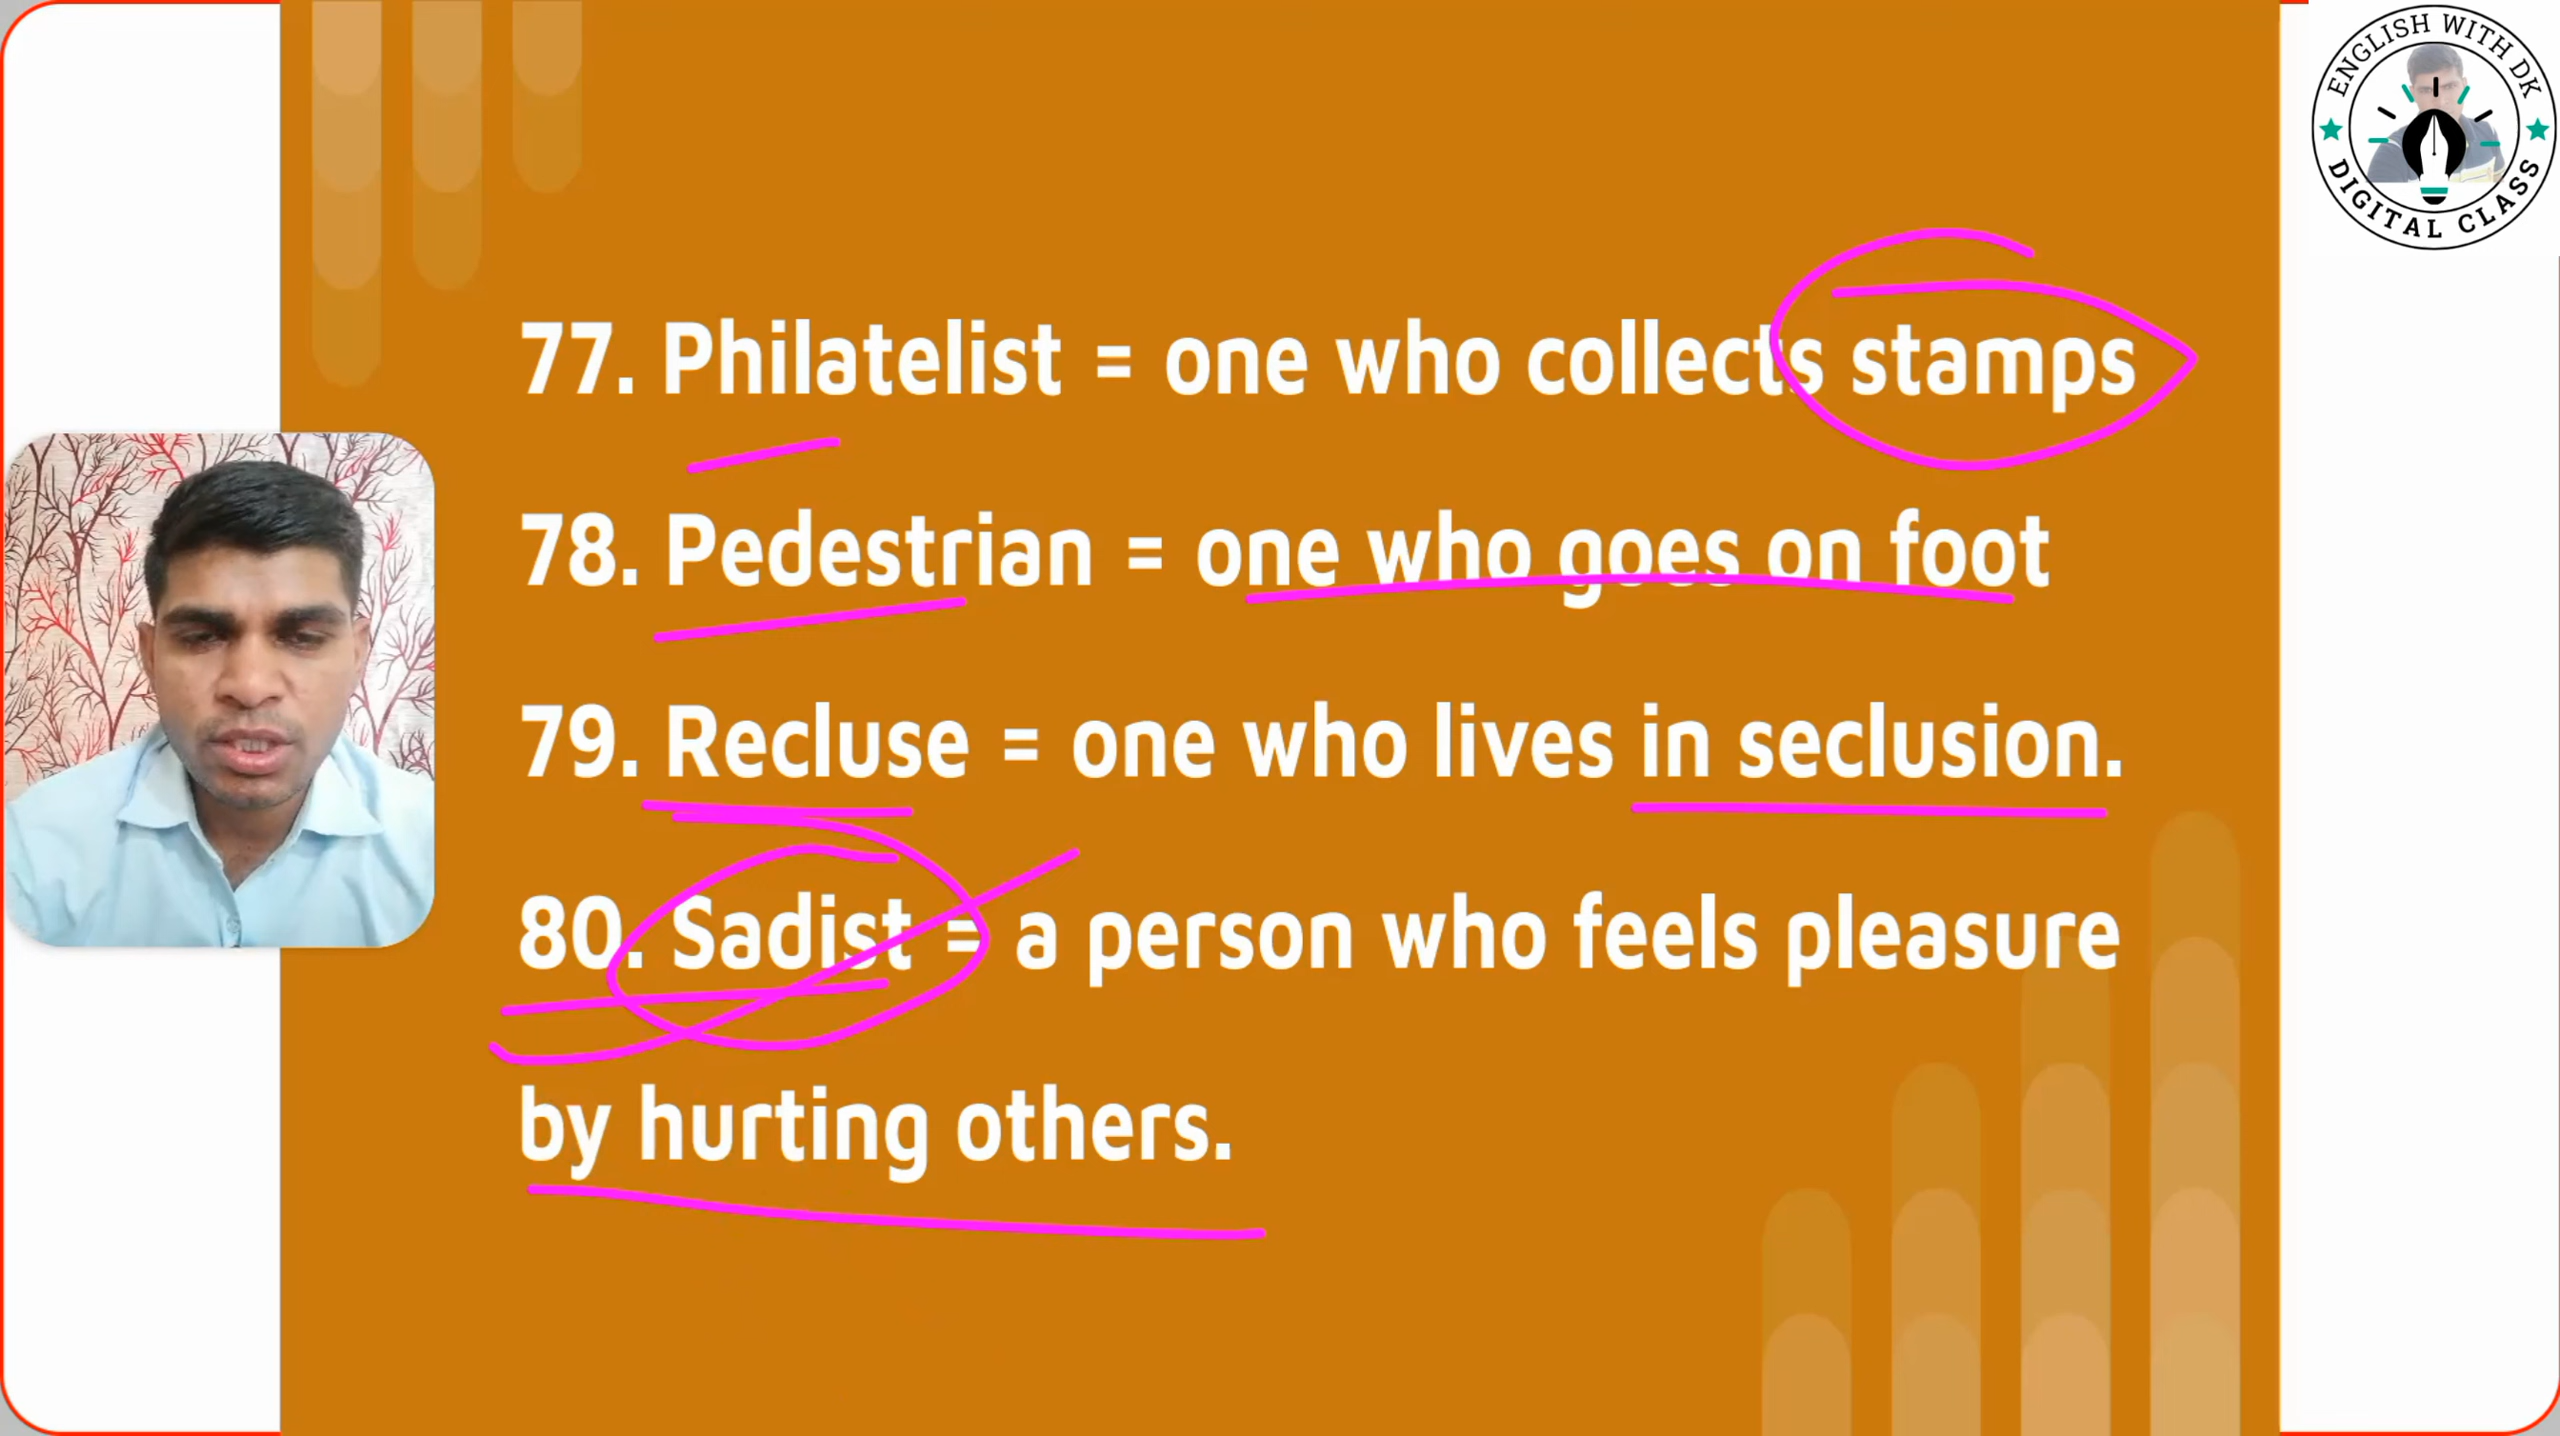 ENGLISH WITH DK
DIGITAL CLASS
77. Philatelist = one who collects stamps
78. Pedestrian = one who goes on foot
79. Recluse = one who lives in seclusion.
80. Sadist = a person who feels pleasure
by hurting others.